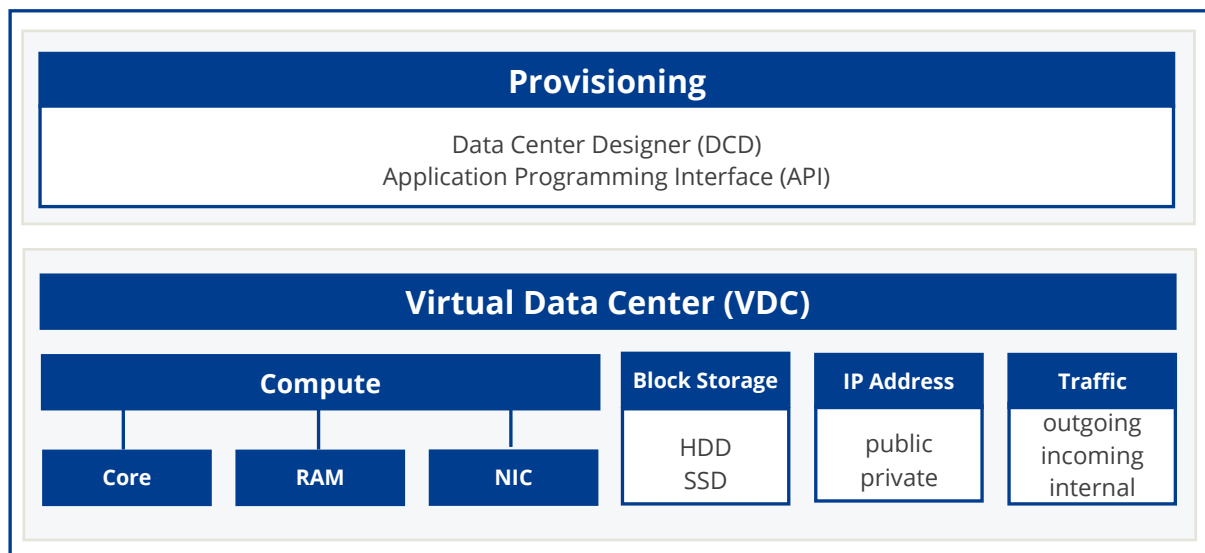 Provisioning
Data Center Designer (DCD)
Application Programming Interface (API)
Virtual Data Center (VDC)
Compute
Core
RAM
NIC
Block Storage
HDD
SSD
IP Address
public
private
Traffic
outgoing
incoming
internal